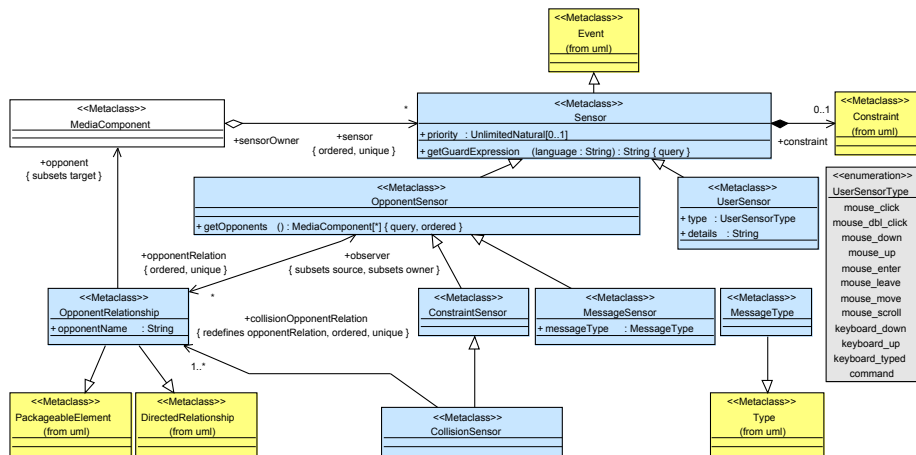 <<Metaclass>>
Event
(from uml)
<<Metaclass>>
MediaComponent
+sensorOwner
*
+sensor
{ ordered, unique }
<<Metaclass>>
Sensor
+ priority : UnlimitedNatural[0..1]
+ getGuardExpression (language : String) : String { query }
0..1
+constraint
<<Metaclass>>
Constraint
(from uml)
+opponent
{ subsets target }
<<Metaclass>>
OpponentSensor
+ getOpponents () : MediaComponent[*] { query, ordered }
<<Metaclass>>
UserSensor
+ type : UserSensorType
+ details : String
<<enumeration>>
UserSensorType
mouse_click
mouse_dbl_click
mouse_down
mouse_up
mouse_enter
mouse_leave
mouse_move
mouse_scroll
keyboard_down
keyboard_up
keyboard_typed
command
+opponentRelation
{ ordered, unique }
*
+observer
{ subsets source, subsets owner }
<<Metaclass>>
OpponentRelationship
+ opponentName : String
+collisionOpponentRelation
{ redefines opponentRelation, ordered, unique }
1..*
<<Metaclass>>
ConstraintSensor
<<Metaclass>>
MessageSensor
+ messageType : MessageType
<<Metaclass>>
MessageType
<<Metaclass>>
PackageableElement
(from uml)
<<Metaclass>>
DirectedRelationship
(from uml)
<<Metaclass>>
CollisionSensor
<<Metaclass>>
Type
(from uml)